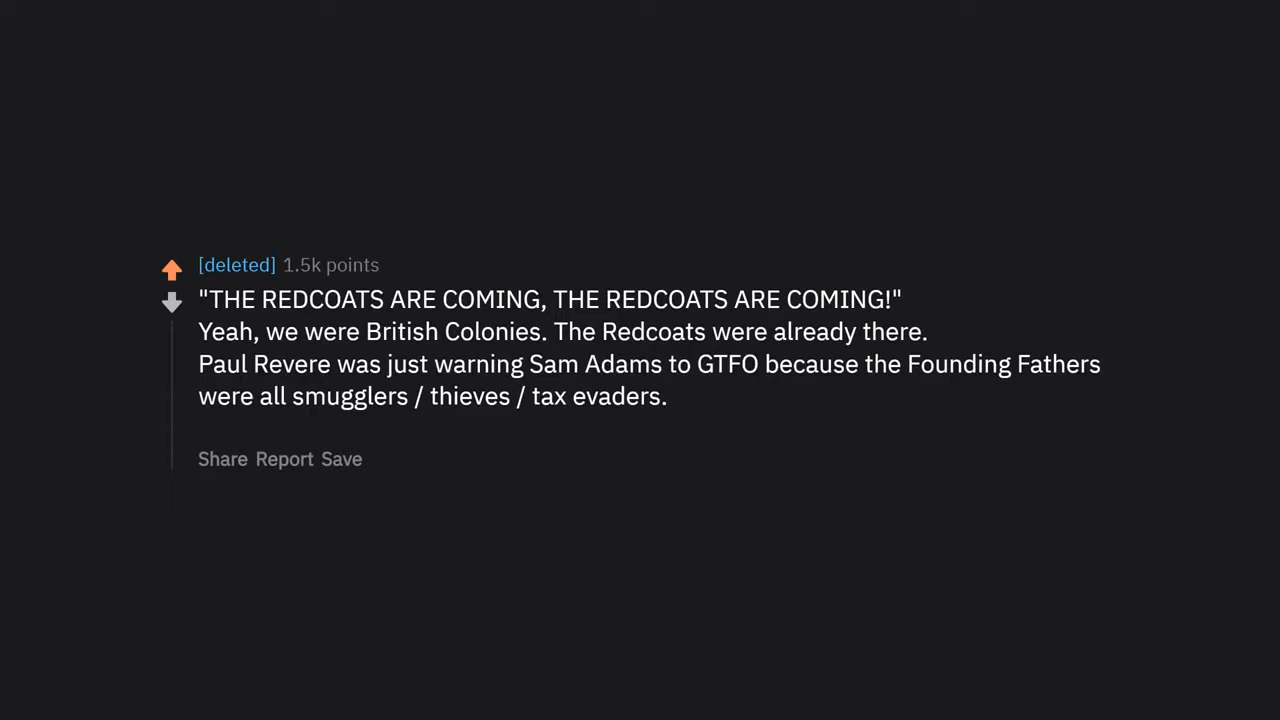 [deleted] 1.5k points
"THE REDCOATS ARE COMING, THE REDCOATS ARE COMING!"
Yeah, we were British Colonies. The Redcoats were already there.
Paul Revere was just warning Sam Adams to GTFO because the Founding Fathers
were all smugglers / thieves / tax evaders.
Share Report Save